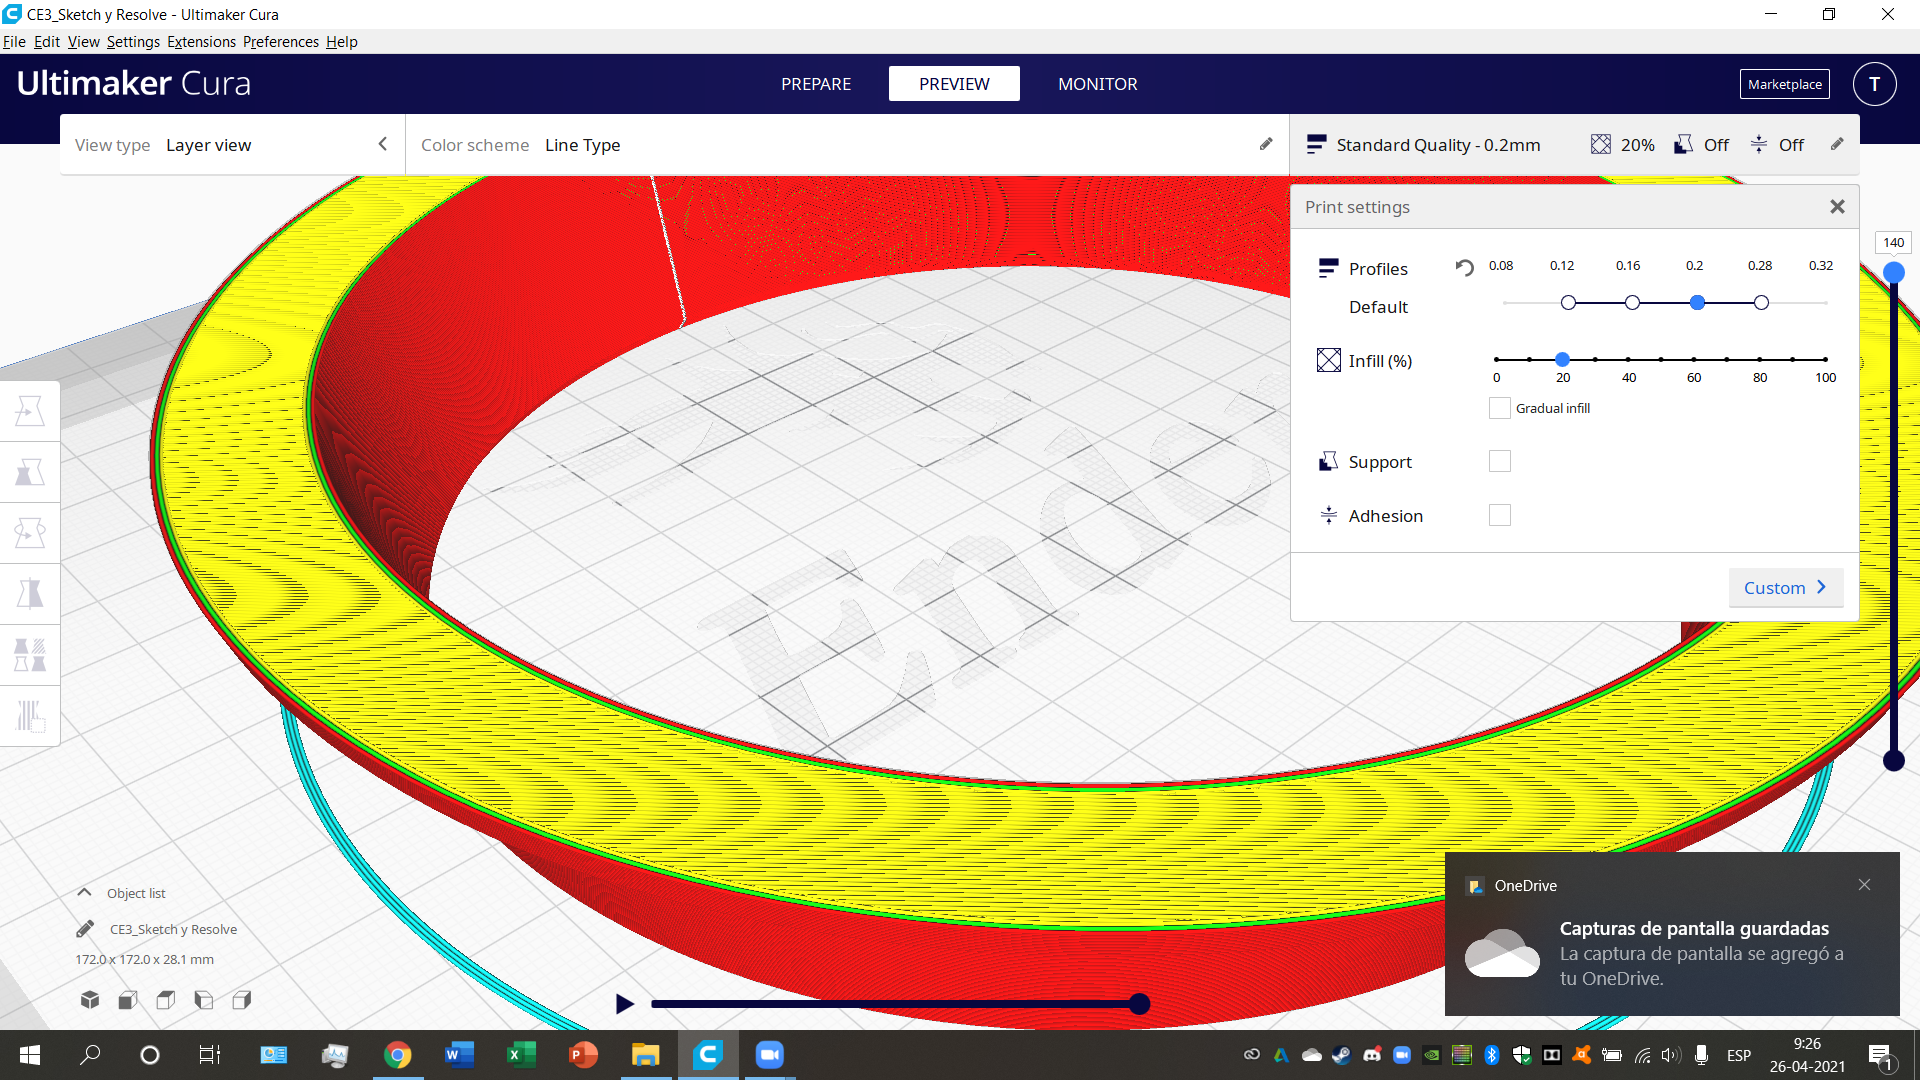 CE3_Sketch y Resolve - Ultimaker Cura
File Edit View Settings Extensions Preferences Help
Ultimaker Cura
PREPARE
PREVIEW
MONITOR
Marketplace
T
View type Layer view
Color scheme Line Type
Standard Quality - 0.2mm
20%
Off
Off
Print settings
Profiles
0.08 0.12 0.16 0.2 0.28 0.32
Default
Infill (%)
0 20 40 60 80 100
Gradual infill
Support
Adhesion
Custom
140
Ender
Object list
CE3_Sketch y Resolve
172.0 x 172.0 x 28.1 mm
OneDrive
Capturas de pantalla guardadas
La captura de pantalla se agregó a
tu OneDrive.
ESP
9:26
26-04-2021
1